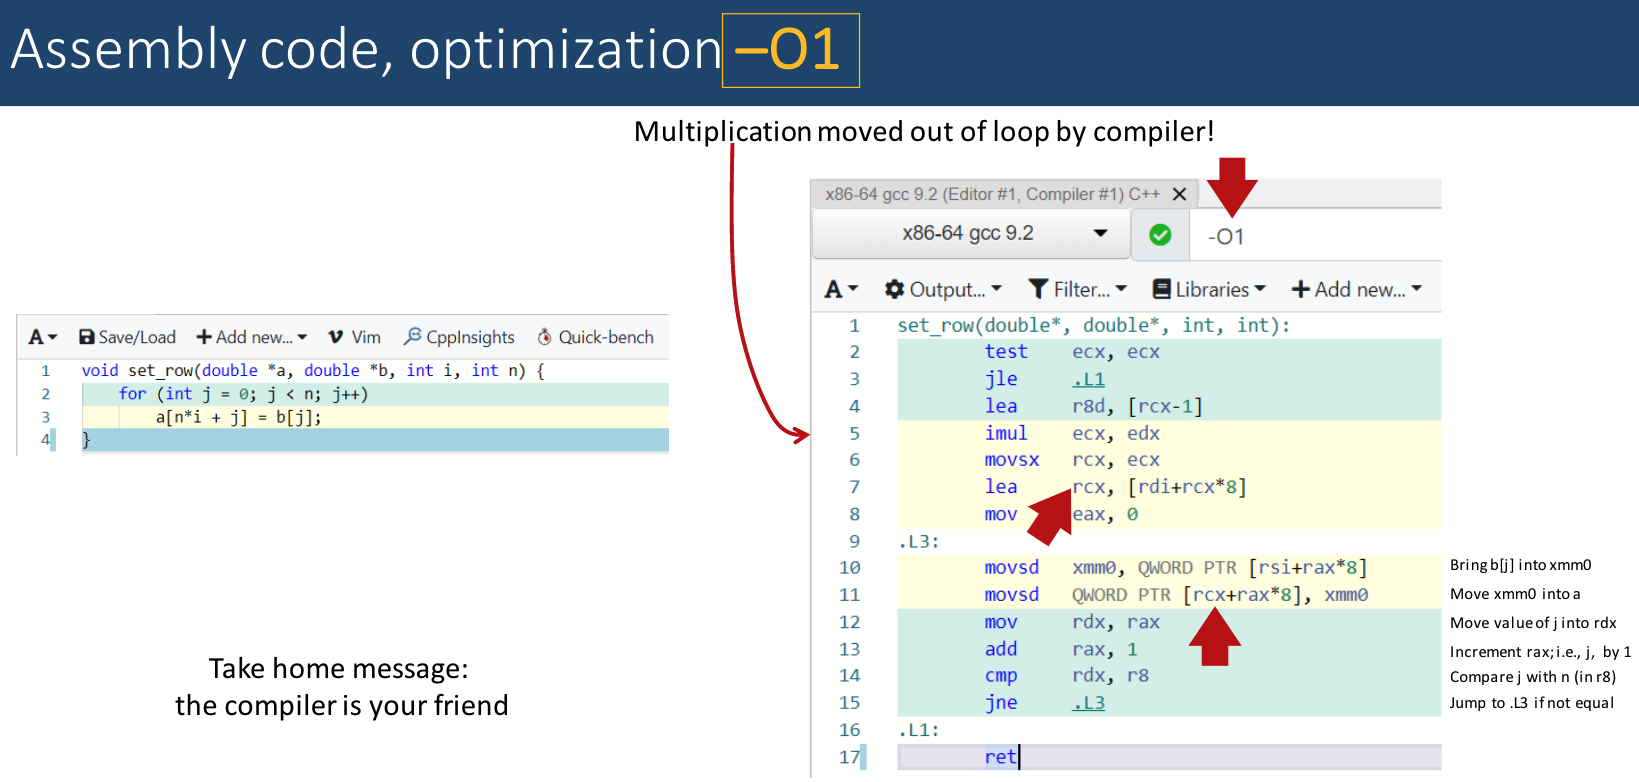 Assembly code, optimization –O1
Multiplication moved out of loop by compiler!
x86-64 gcc 9.2 (Editor #1, Compiler #1) C++ X
x86-64 gcc 9.2
-O1
A Output... Filter... Libraries + Add new...
1 set_row(double*, double*, int, int):
2 test ecx, ecx
3 jle .L1
4 lea r8d, [rcx-1]
5 imul ecx, edx
6 movsx rcx, ecx
7 lea rcx, [rdi+rcx*8]
8 mov eax, 0
9 .L3:
10 movsd xmm0, QWORD PTR [rsi+rax*8]
11 movsd QWORD PTR [rcx+rax*8], xmm0
12 mov rdx, rax
13 add rax, 1
14 cmp rdx, r8
15 jne .L3
16 .L1:
17 ret
Bring b[j] into xmm0
Move xmm0 into a
Move value of j into rdx
Increment rax; i.e., j, by 1
Compare j with n (in r8)
Jump to .L3 if not equal
A Save/Load + Add new... Vim CppInsights Quick-bench
1 void set_row(double *a, double *b, int i, int n) {
2 for (int j = 0; j < n; j++)
3 a[n*i + j] = b[j];
4 }
Take home message:
the compiler is your friend